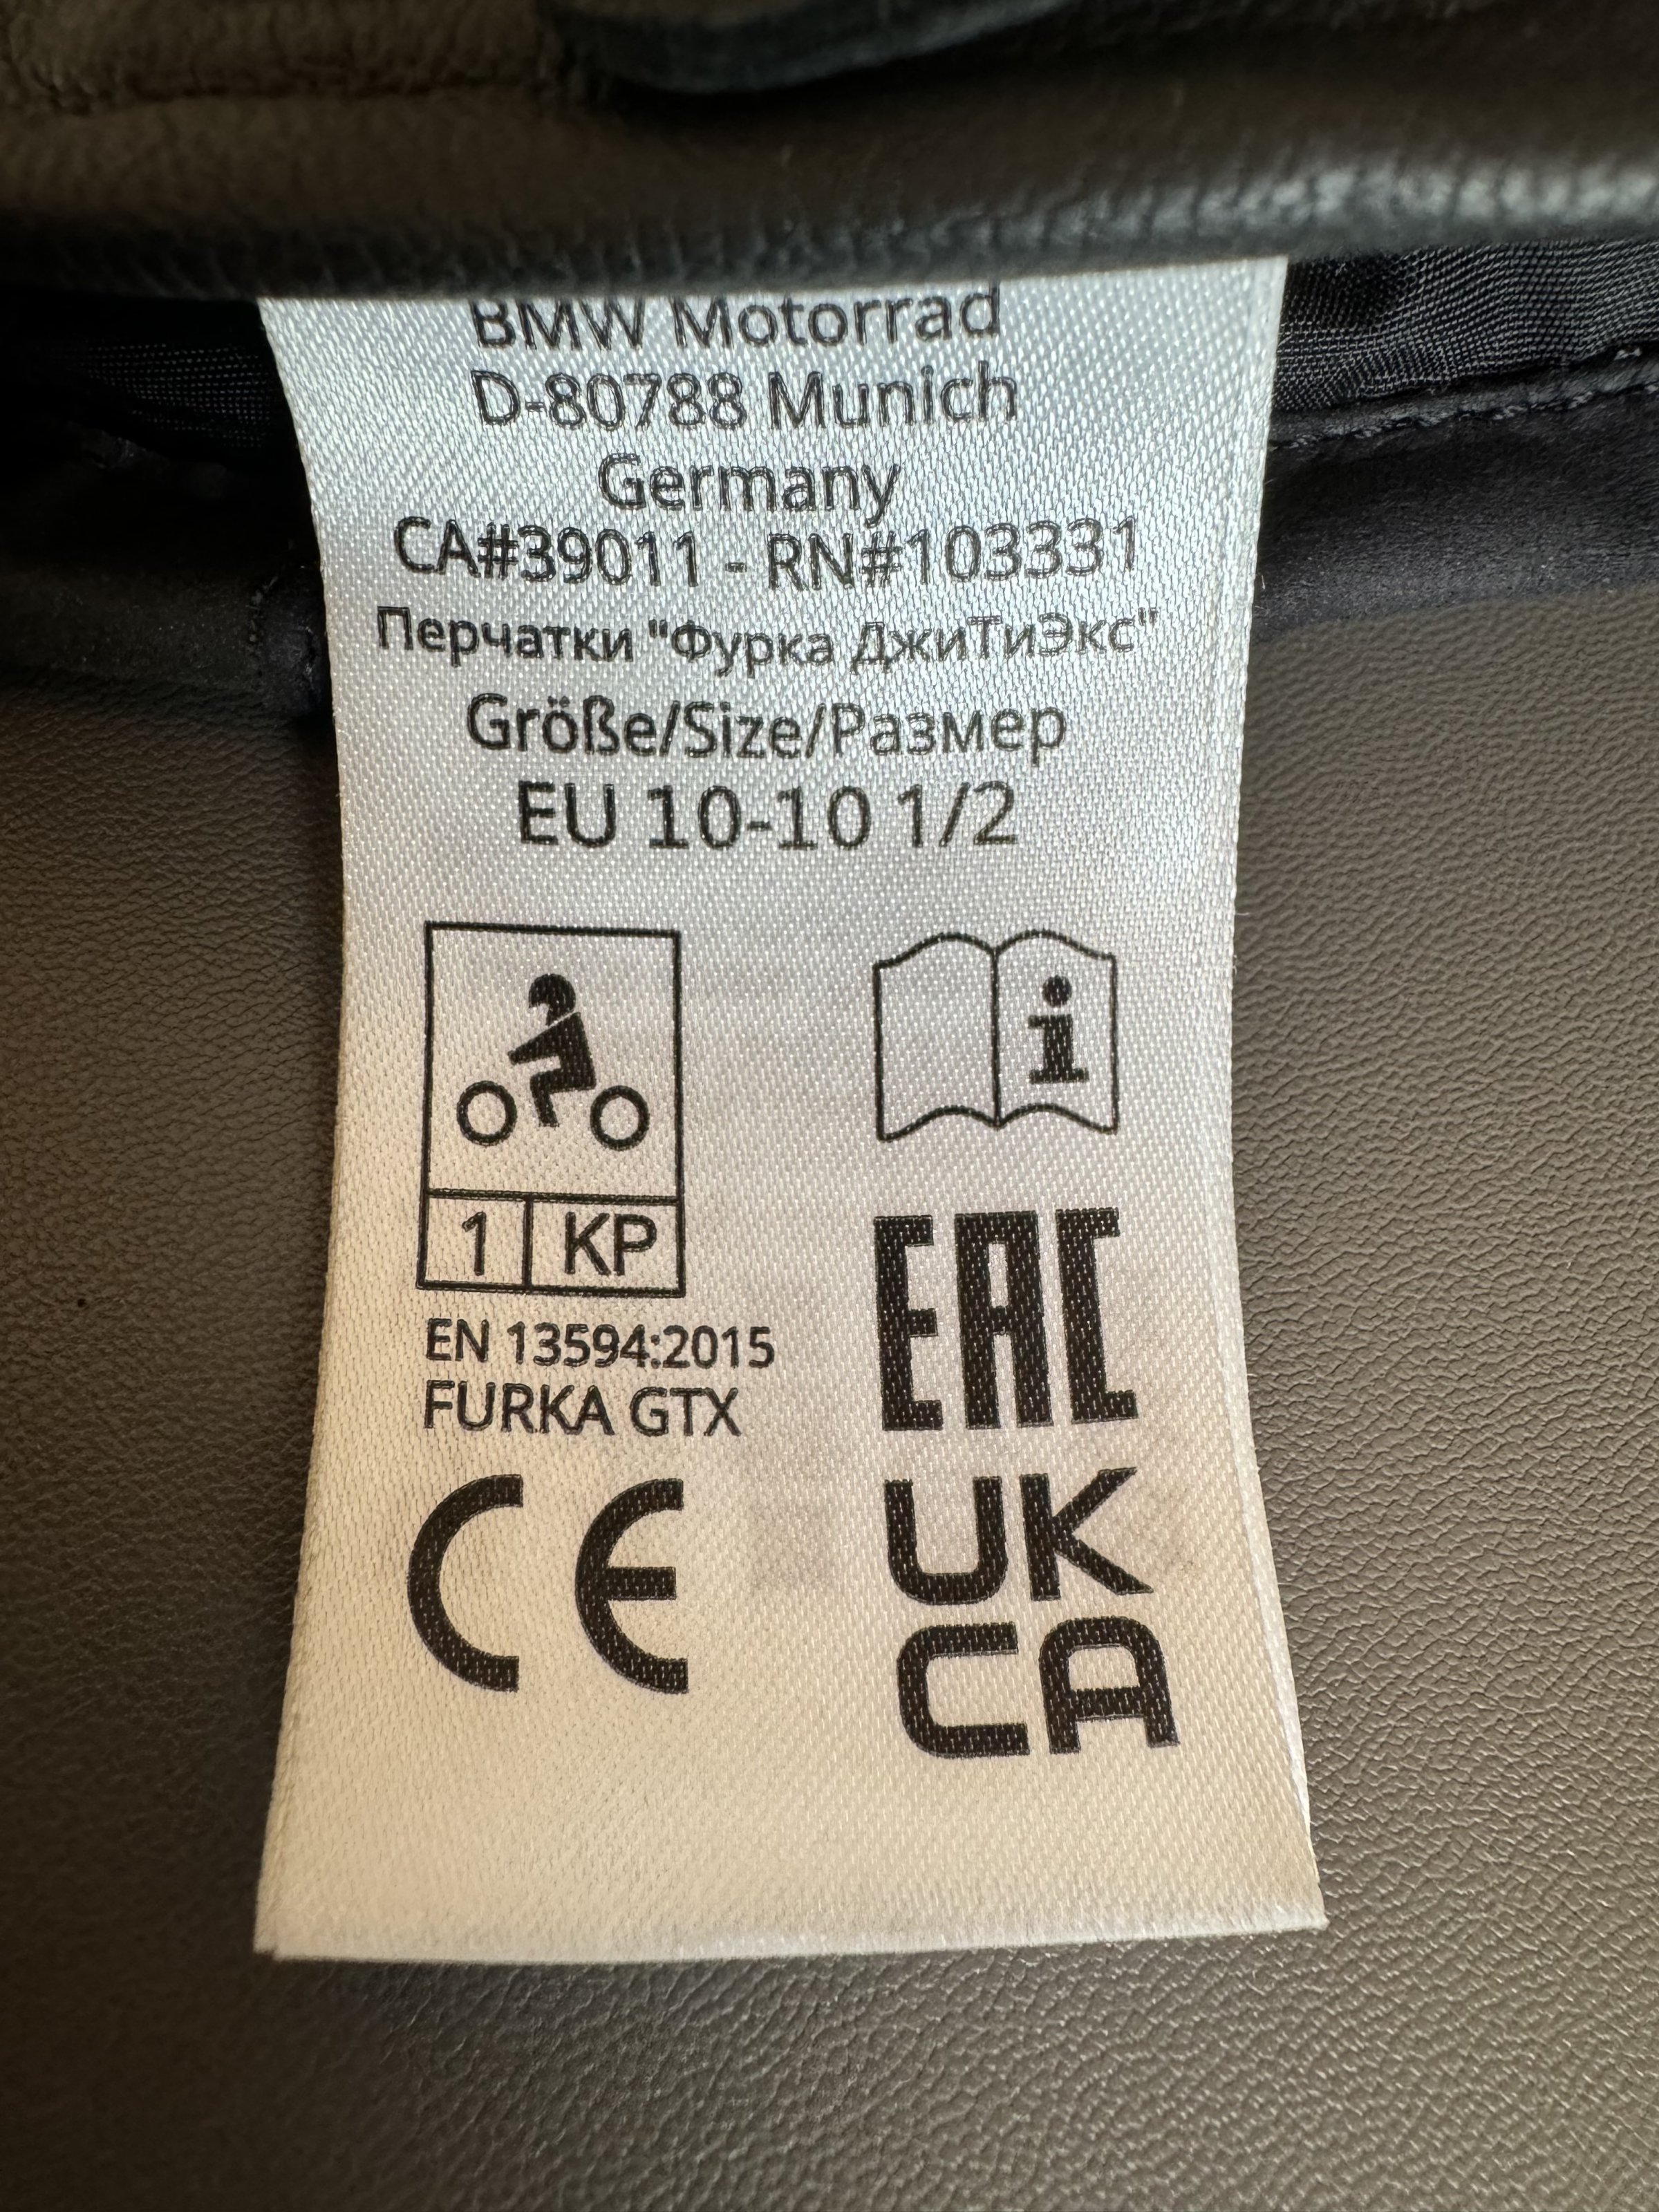 BMW Motorrad
D-80788 Munich
Germany
CA#39011 - RN#103331
Перчатки "Фурка ДжиТиЭкс"
Größe/Size/Размер
EU 10-10 1/2
i
1 KP
EN 13594:2015
FURKA GTX
EAC
CE
UK
CA